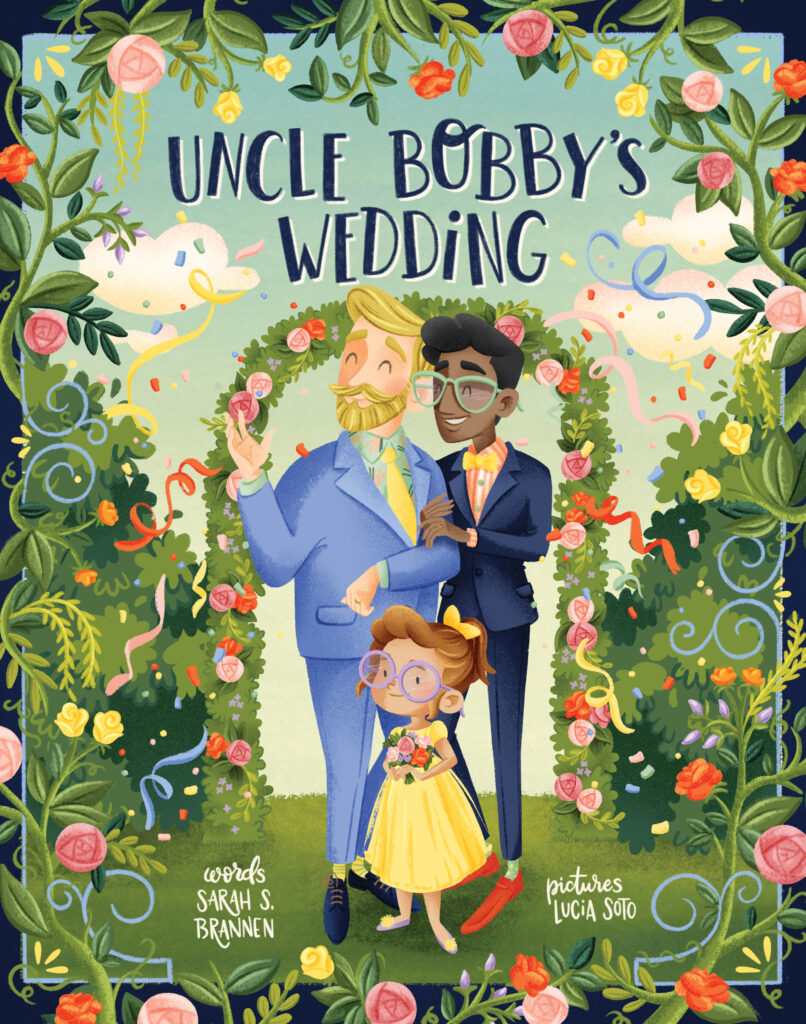 UNCLE BOBBY'S
WEDDiNG
words
SARAH S.
BRANNEN
pictures
LUCiA SOTO